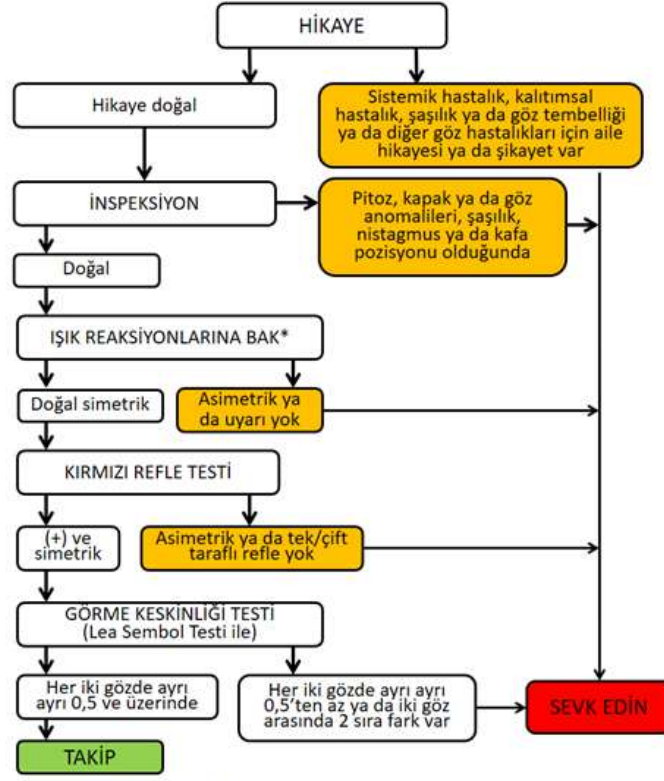 HİKAYE
Hikaye doğal
Sistemik hastalık, kalıtımsal
hastalık, şaşılık ya da göz tembelliği
ya da diğer göz hastalıkları için aile
hikayesi ya da şikayet var
İNSPEKSİYON
Pitoz, kapak ya da göz
anomalileri, şaşılık,
nistagmus ya da kafa
pozisyonu olduğunda
Doğal
IŞIK REAKSİYONLARINA BAK*
Doğal simetrik
Asimetrik ya
da uyarı yok
KIRMIZI REFLE TESTİ
(+) ve
simetrik
Asimetrik ya da tek/çift
taraflı refle yok
GÖRME KESKİNLİĞİ TESTİ
(Lea Sembol Testi ile)
Her iki gözde ayrı
ayrı 0,5 ve üzerinde
Her iki gözde ayrı ayrı
0,5'ten az ya da iki göz
arasında 2 sıra fark var
SEVK EDİN
TAKİP